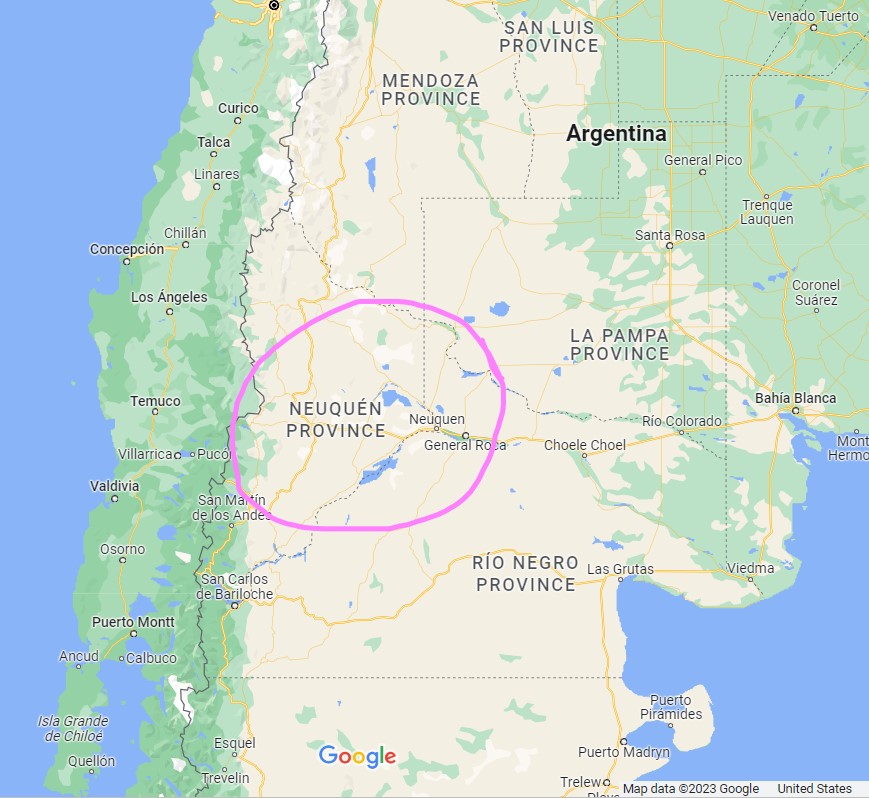 SAN LUIS
PROVINCE
Venado Tuerto
MENDOZA
PROVINCE
Curico
Argentina
Talca
General Pico
Linares
Trenque
Lauquen
Chillán
Santa Rosa
Concepción
Coronel
Suárez
Los Ángeles
LA PAMPA
PROVINCE
Temuco
NEUQUÉN
PROVINCE
Bahía Blanca
Neuquen
Río Colorado
General Roca
Choele Choel
Mont
Hermo
Villarrica
Pucó
Valdivia
San Martín
de los Andes
Osorno
RÍO NEGRO
PROVINCE
Las Grutas
Viedma
San Carlos
de Bariloche
Puerto Montt
Ancud
Calbuco
Isla Grande
de Chiloé
Puerto
Pirámides
Esquel
Google
Puerto Madryn
Quellón
Trevelin
Trelew
Map data ©2023 Google
United States